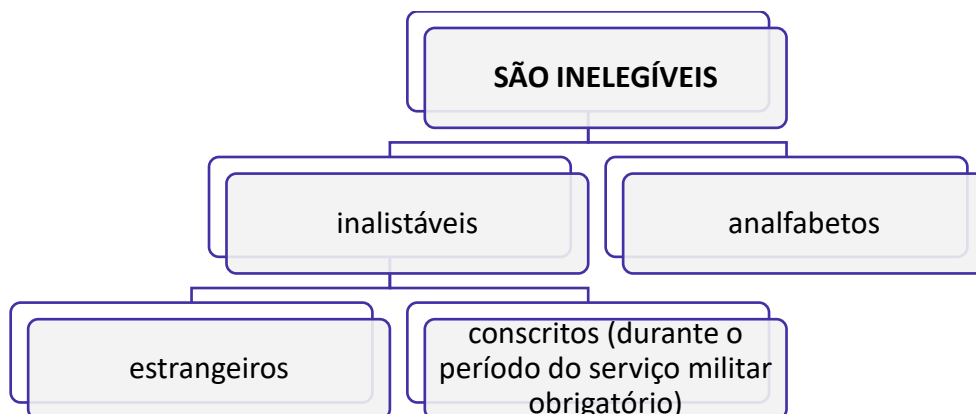 SÃO INELEGÍVEIS
inalistáveis
analfabetos
estrangeiros
conscritos (durante o
período do serviço militar
obrigatório)